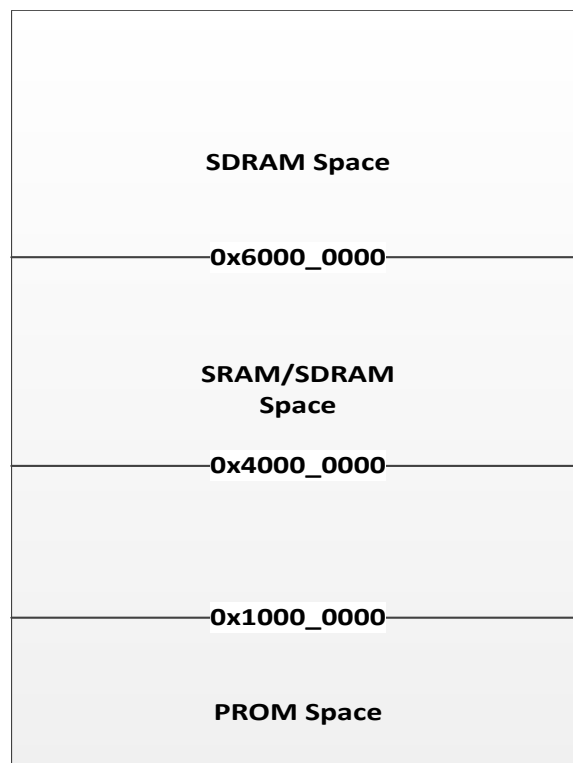 SDRAM Space
0x6000_0000
SRAM/SDRAM
Space
0x4000_0000
0x1000_0000
PROM Space